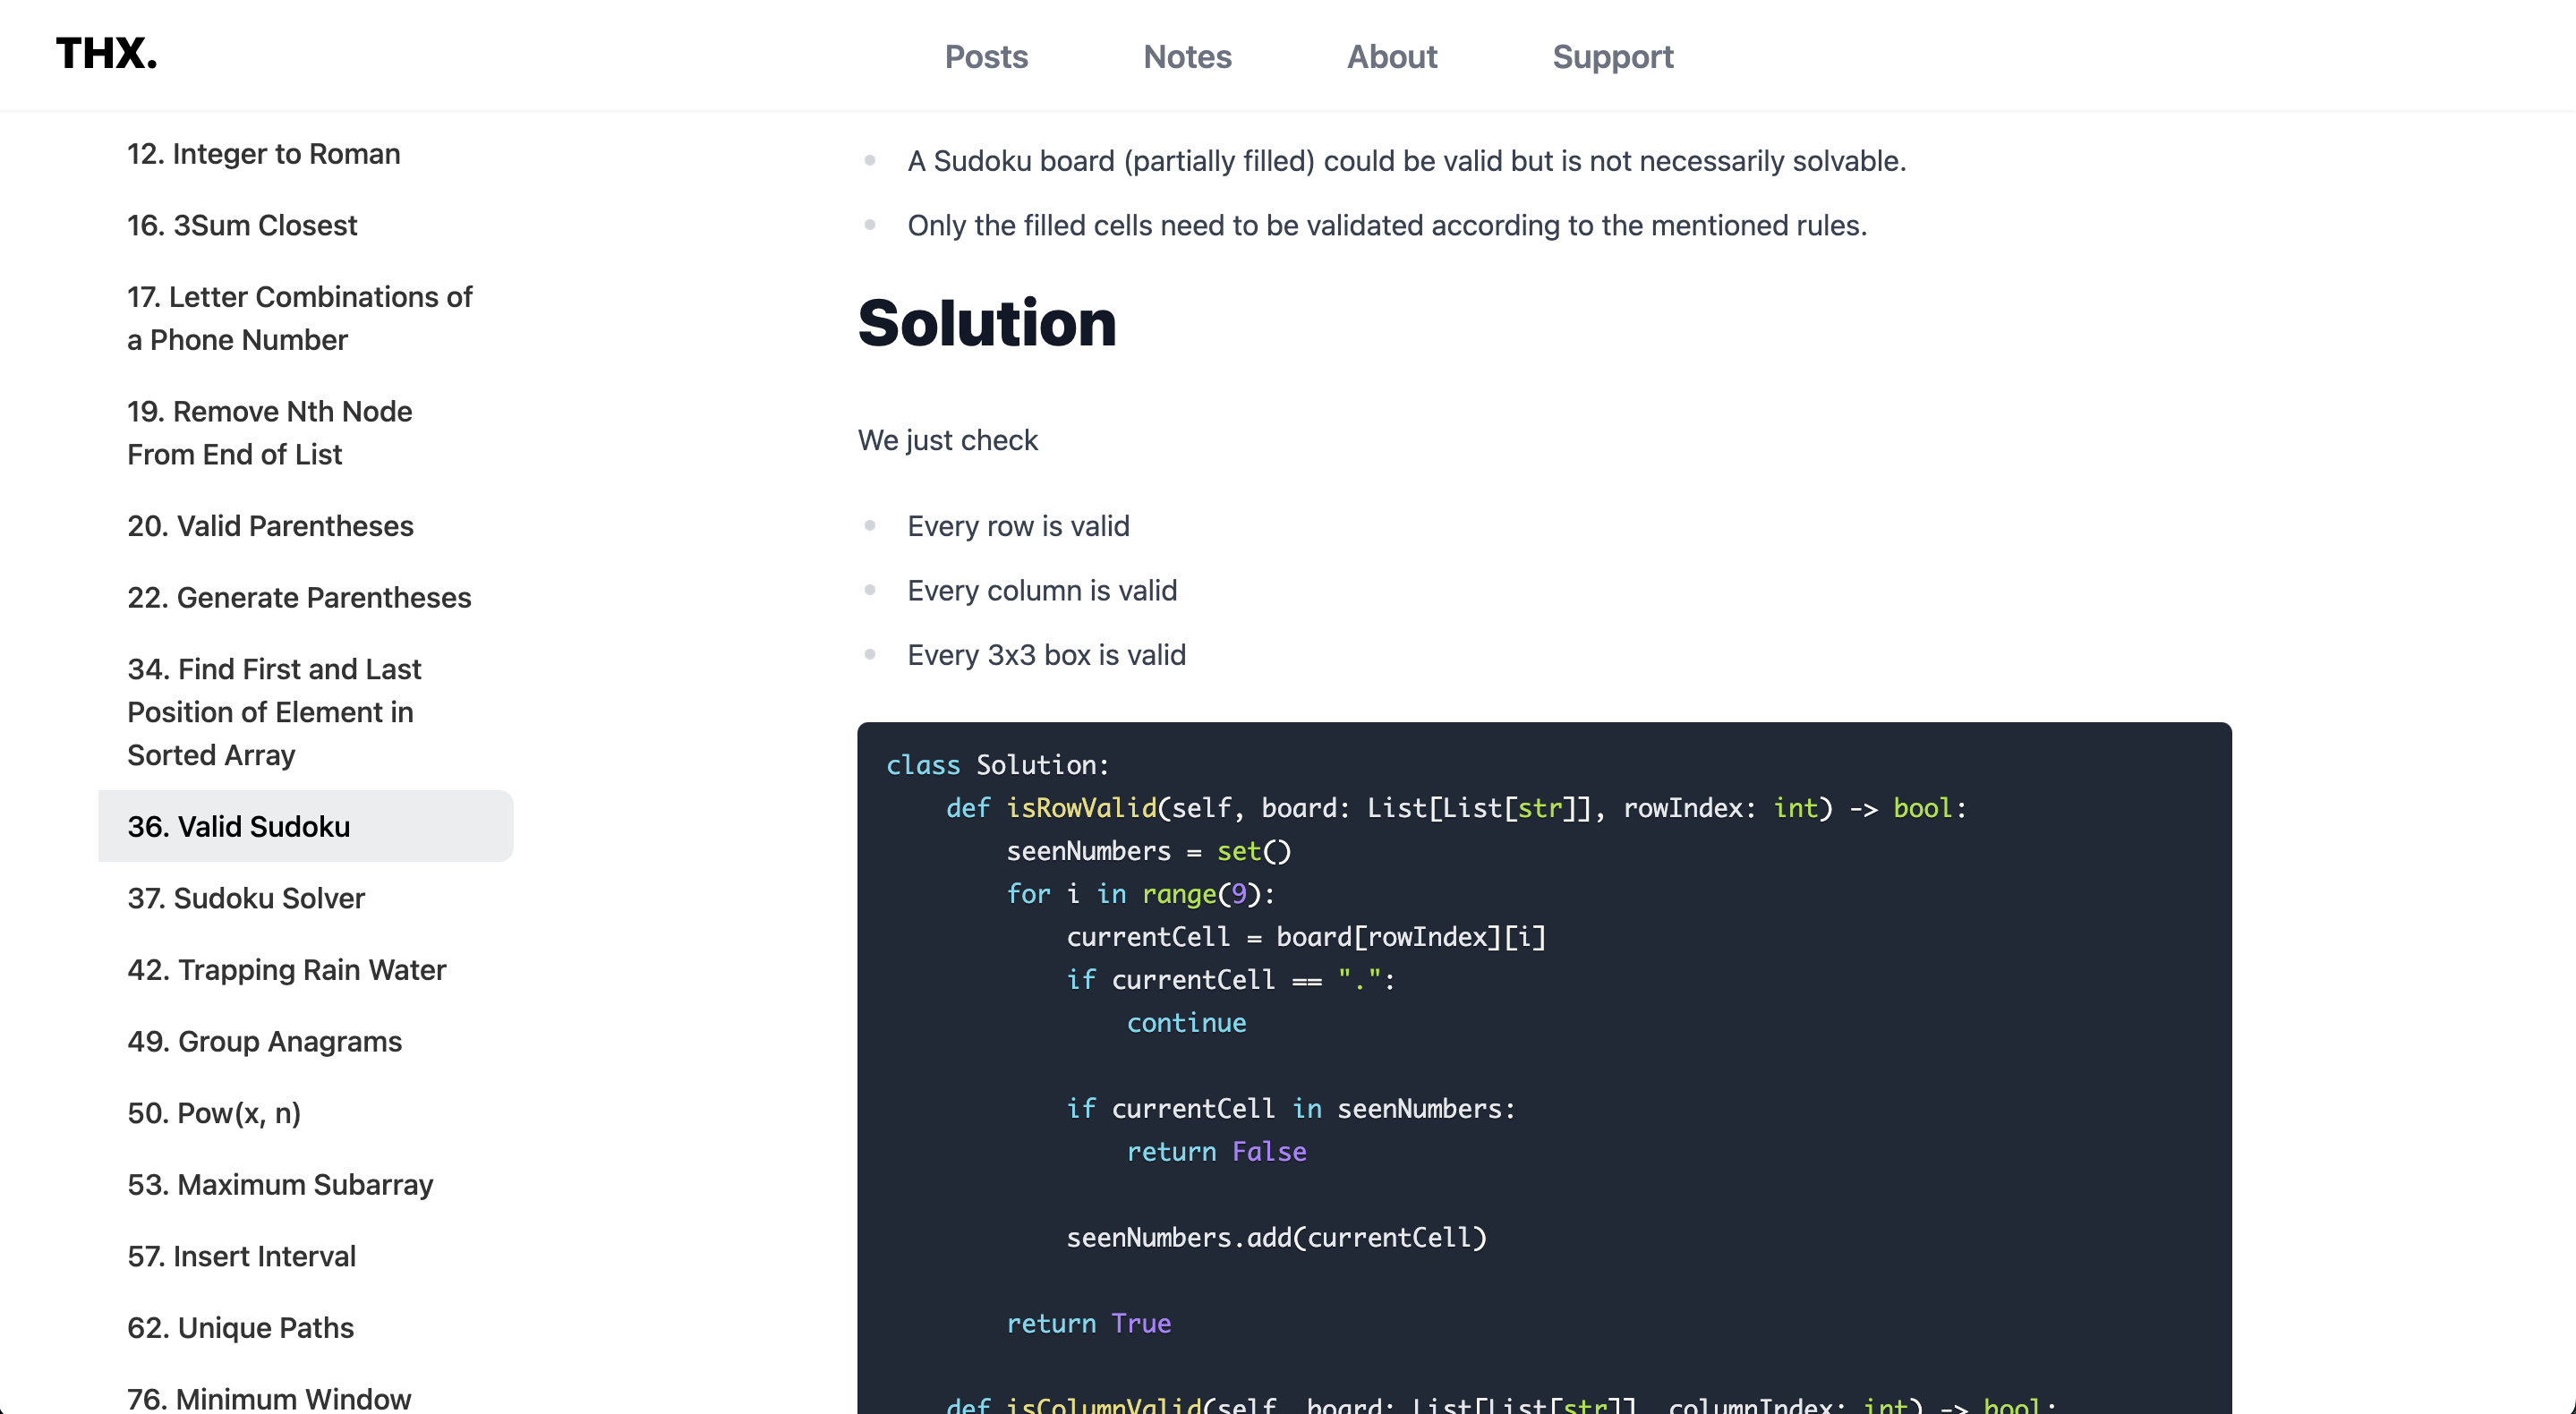 THX.
Posts
Notes
About
Support
12. Integer to Roman
16. 3Sum Closest
17. Letter Combinations of
a Phone Number
19. Remove Nth Node
From End of List
20. Valid Parentheses
22. Generate Parentheses
34. Find First and Last
Position of Element in
Sorted Array
36. Valid Sudoku
37. Sudoku Solver
42. Trapping Rain Water
49. Group Anagrams
50. Pow(x, n)
53. Maximum Subarray
57. Insert Interval
62. Unique Paths
76. Minimum Window
A Sudoku board (partially filled) could be valid but is not necessarily solvable.
Only the filled cells need to be validated according to the mentioned rules.
Solution
We just check
Every row is valid
Every column is valid
Every 3x3 box is valid
class Solution:
    def isRowValid(self, board: List[List[str]], rowIndex: int) -> bool:
        seenNumbers = set()
        for i in range(9):
            currentCell = board[rowIndex][i]
            if currentCell == ".":
                continue
            if currentCell in seenNumbers:
                return False
            seenNumbers.add(currentCell)
        return True
    def isColumnValid(self, board: List[List[str]], columnIndex: int) -> bool: